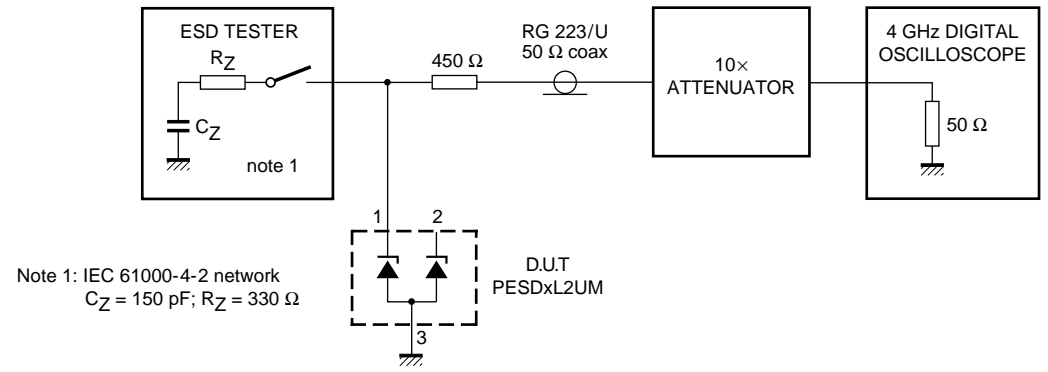 ESD TESTER
RZ
CZ
note 1
450 Ω
RG 223/U
50 Ω coax
10×
ATTENUATOR
4 GHz DIGITAL
OSCILLOSCOPE
50 Ω
1
2
3
D.U.T
PESDxL2UM
Note 1: IEC 61000-4-2 network
CZ = 150 pF; RZ = 330 Ω